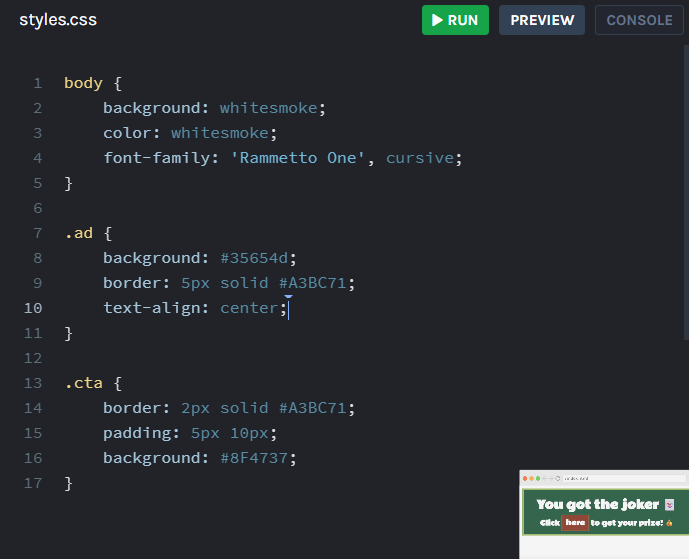 styles.css
RUN
PREVIEW
CONSOLE
1 body {
2 background: whitesmoke;
3 color: whitesmoke;
4 font-family: 'Rammetto One', cursive;
5 }
6
7 .ad {
8 background: #35654d;
9 border: 5px solid #A3BC71;
10 text-align: center;
11 }
12
13 .cta {
14 border: 2px solid #A3BC71;
15 padding: 5px 10px;
16 background: #8F4737;
17 }
You got the joker 🃏
Click here to get your prize! 👍